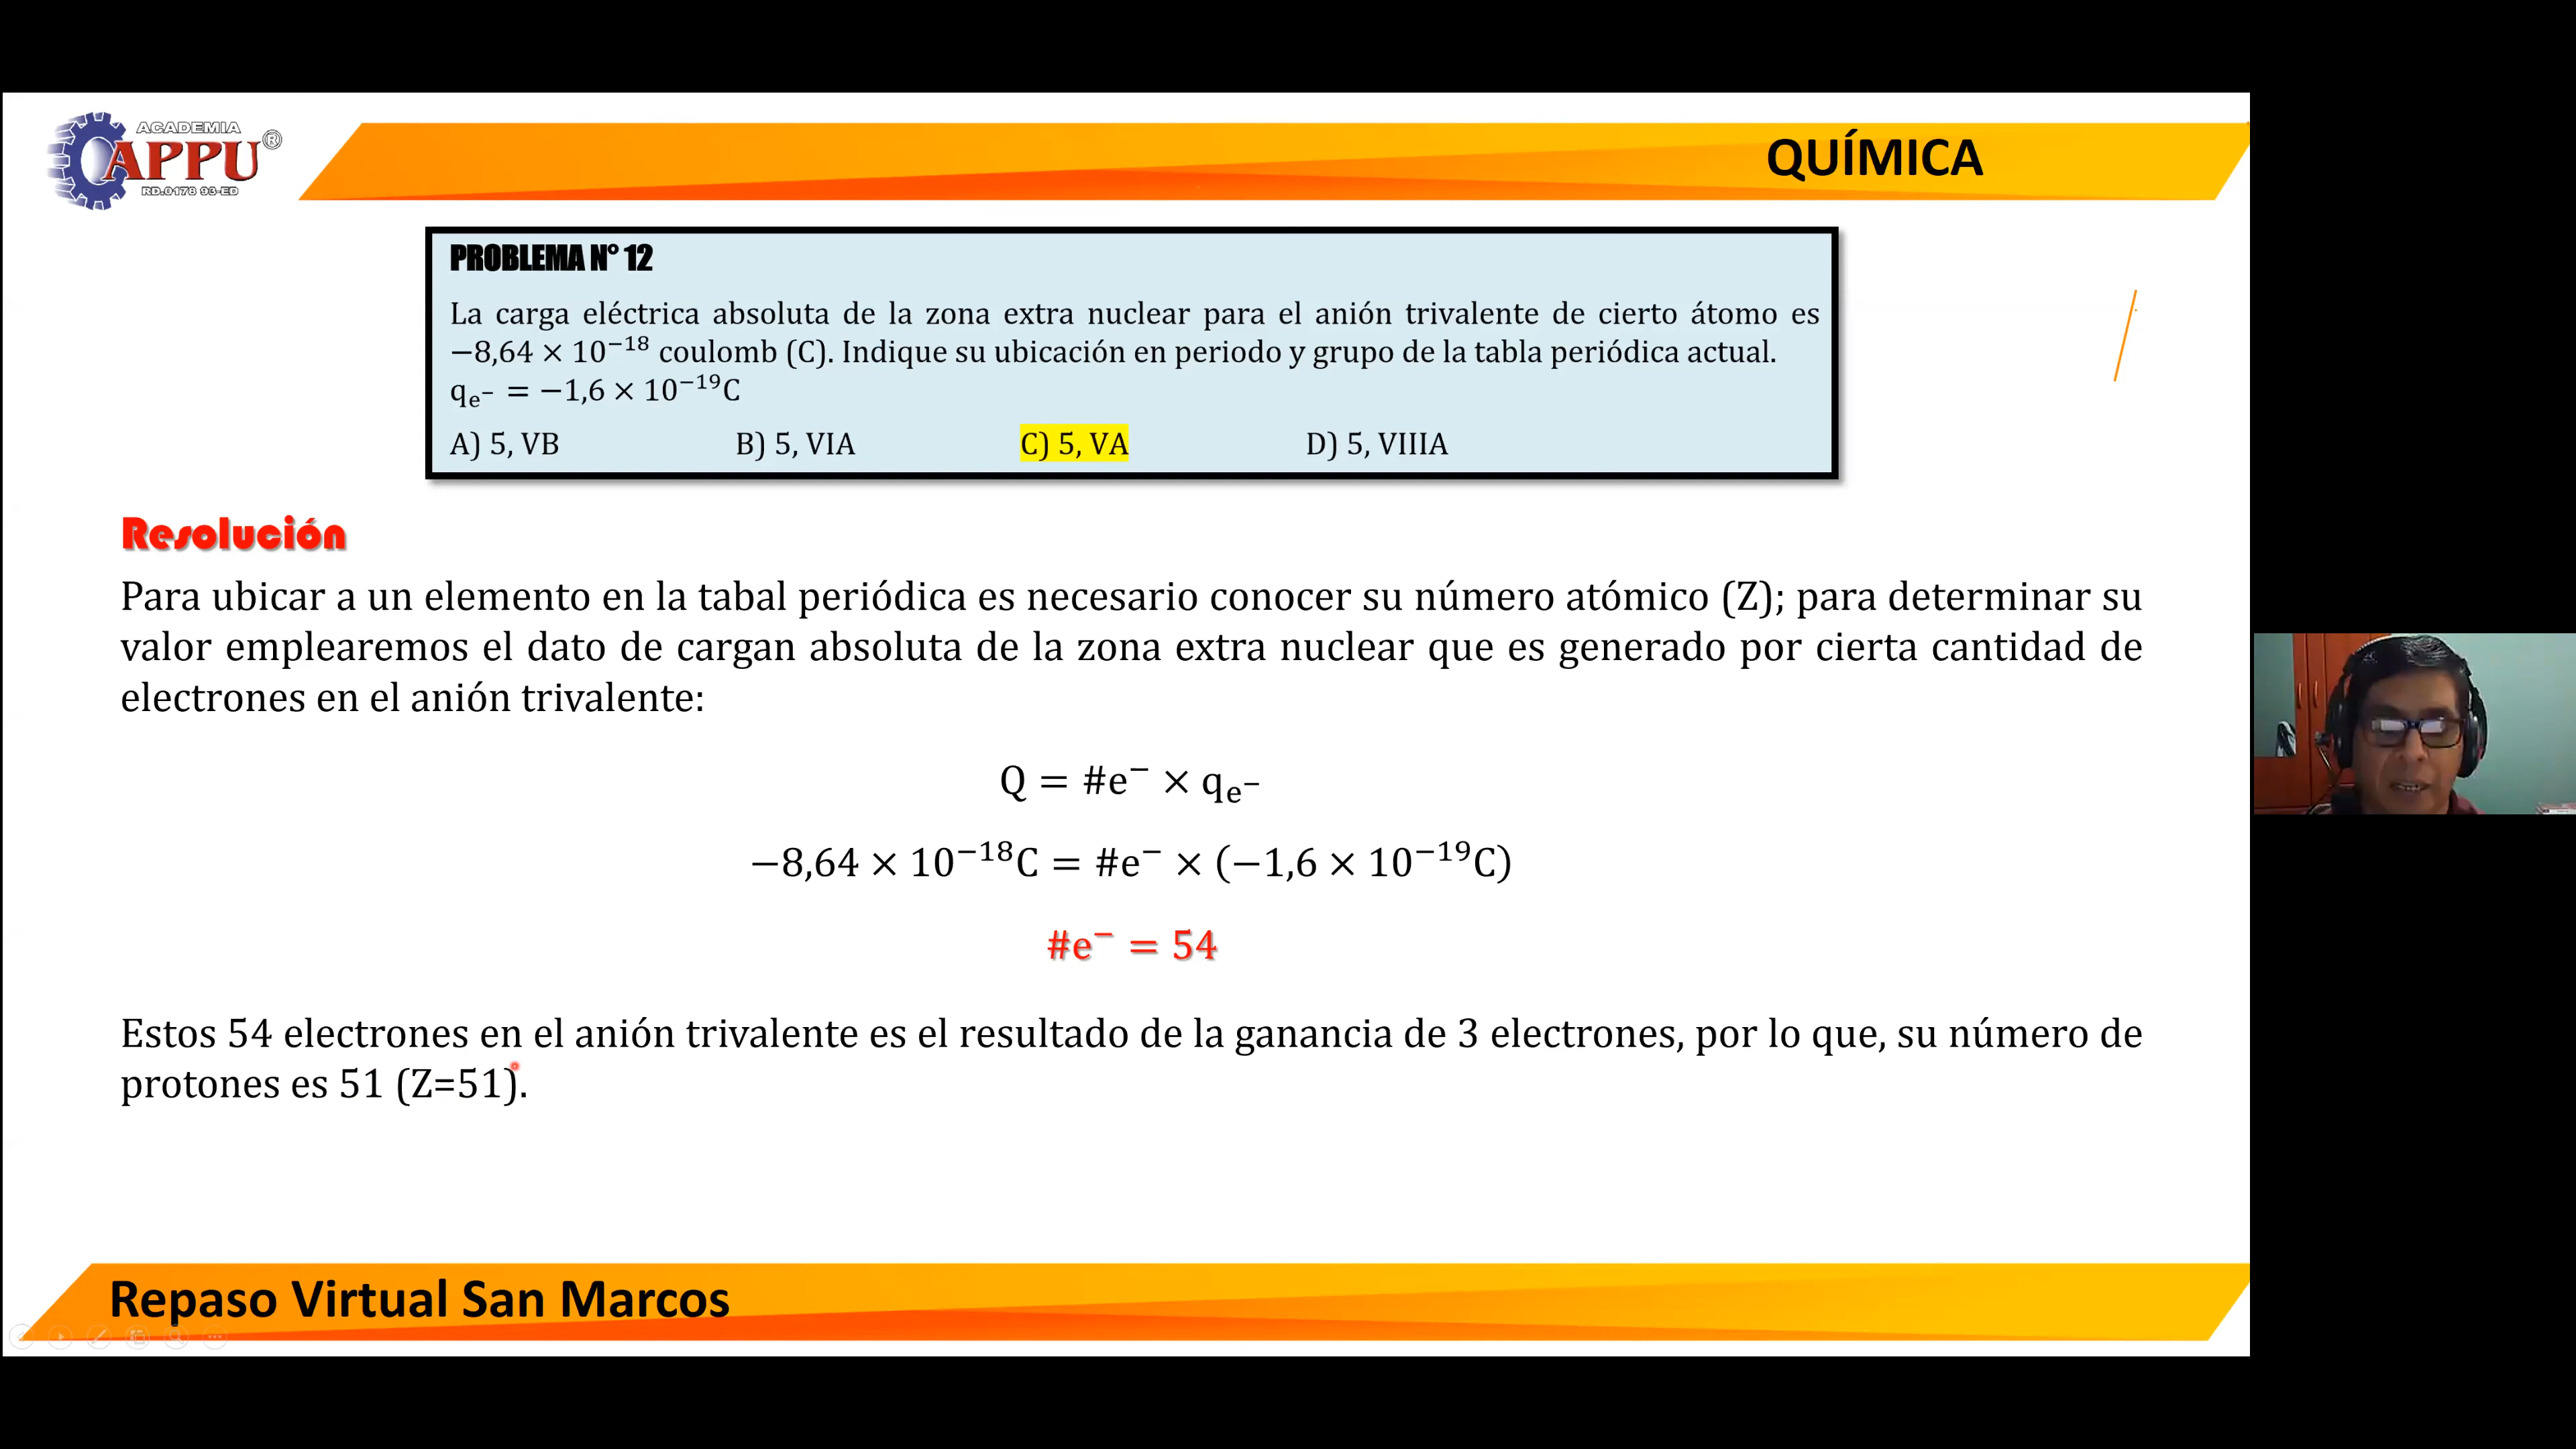 ACADEMIA
APPU®
RD.0178 93-ED
QUÍMICA
PROBLEMA N° 12
La carga eléctrica absoluta de la zona extra nuclear para el anión trivalente de cierto átomo es
−8,64 × 10⁻¹⁸ coulomb (C). Indique su ubicación en periodo y grupo de la tabla periódica actual.
qₑ⁻ = −1,6 × 10⁻¹⁹C
A) 5, VB B) 5, VIA C) 5, VA D) 5, VIIIA
Resolución
Para ubicar a un elemento en la tabal periódica es necesario conocer su número atómico (Z); para determinar su
valor emplearemos el dato de cargan absoluta de la zona extra nuclear que es generado por cierta cantidad de
electrones en el anión trivalente:
Q = #e⁻ × qₑ⁻
−8,64 × 10⁻¹⁸C = #e⁻ × (−1,6 × 10⁻¹⁹C)
#e⁻ = 54
Estos 54 electrones en el anión trivalente es el resultado de la ganancia de 3 electrones, por lo que, su número de
protones es 51 (Z=51).
Repaso Virtual San Marcos